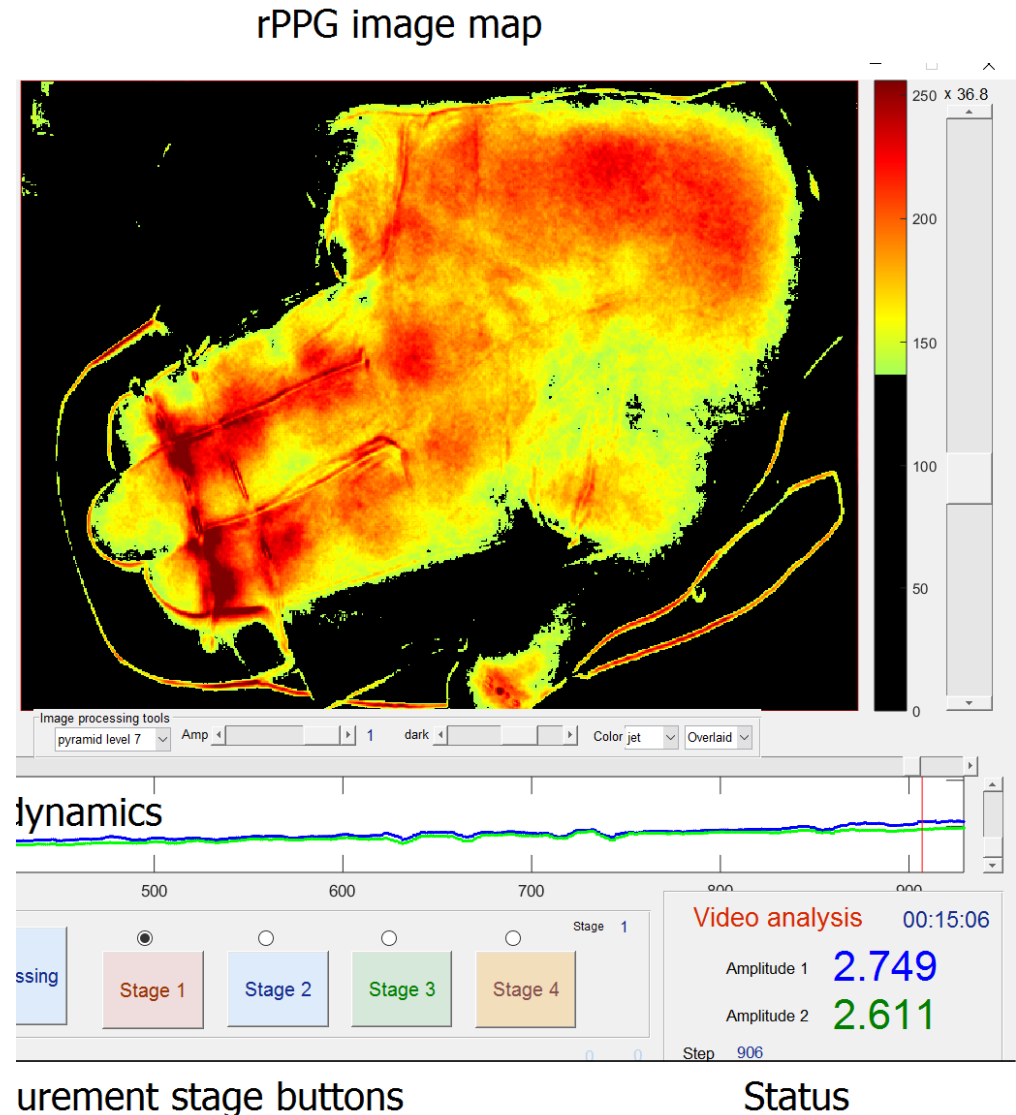 rPPG image map
250 x 36.8
200
150
100
50
0
Image processing tools
pyramid level 7 Amp 1 dark Color jet Overlaid
dynamics
500 600 700 800 900
Stage 1
ssing Stage 1 Stage 2 Stage 3 Stage 4
Video analysis 00:15:06
Amplitude 1 2.749
Amplitude 2 2.611
0 0 Step 906
urement stage buttons Status